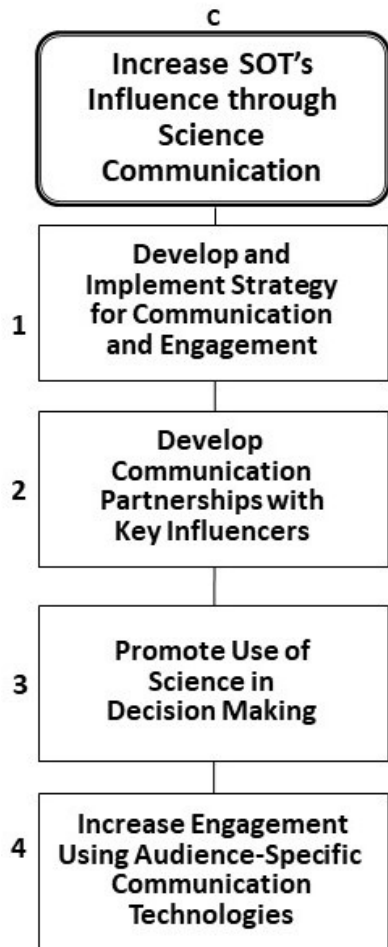 C
Increase SOT's
Influence through
Science
Communication
1
Develop and
Implement Strategy
for Communication
and Engagement
2
Develop
Communication
Partnerships with
Key Influencers
3
Promote Use of
Science in
Decision Making
4
Increase Engagement
Using Audience-Specific
Communication
Technologies